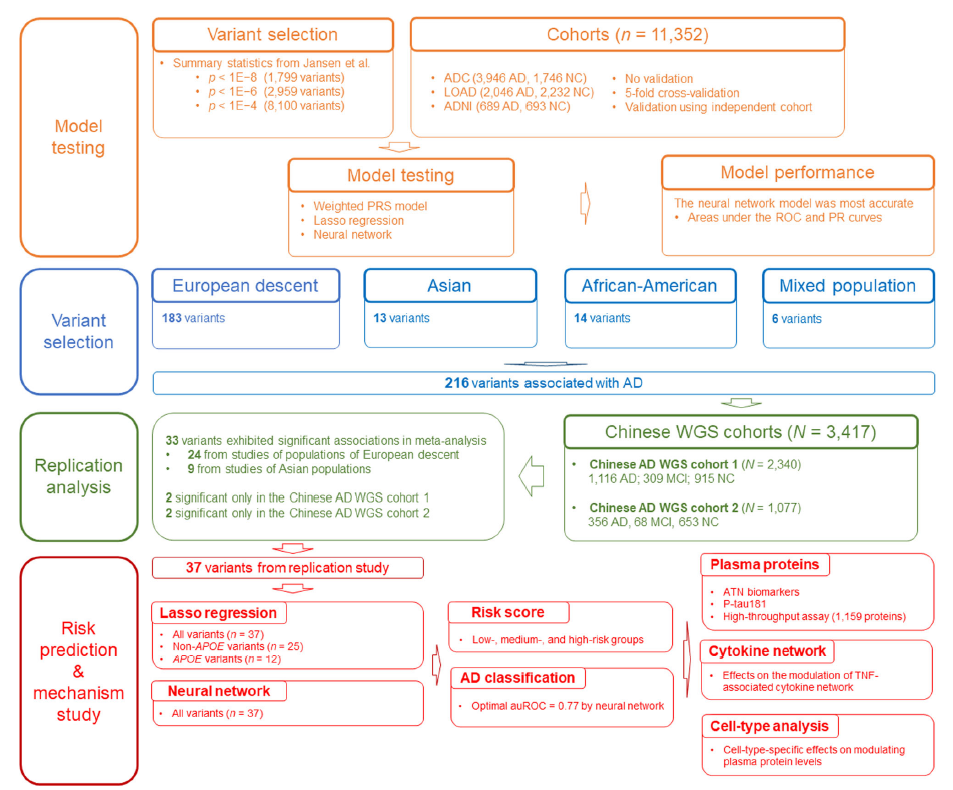 Model
testing
Variant selection
• Summary statistics from Jansen et al.
• p < 1E−8 (1,799 variants)
• p < 1E−6 (2,959 variants)
• p < 1E−4 (8,100 variants)
Cohorts (n = 11,352)
• ADC (3,946 AD, 1,746 NC)
• LOAD (2,046 AD, 2,232 NC)
• ADNI (689 AD, 693 NC)
• No validation
• 5-fold cross-validation
• Validation using independent cohort
Model testing
• Weighted PRS model
• Lasso regression
• Neural network
Model performance
The neural network model was most accurate
• Areas under the ROC and PR curves
Variant
selection
European descent
183 variants
Asian
13 variants
African-American
14 variants
Mixed population
6 variants
216 variants associated with AD
Replication
analysis
33 variants exhibited significant associations in meta-analysis
• 24 from studies of populations of European descent
• 9 from studies of Asian populations
2 significant only in the Chinese AD WGS cohort 1
2 significant only in the Chinese AD WGS cohort 2
Chinese WGS cohorts (N = 3,417)
• Chinese AD WGS cohort 1 (N = 2,340)
1,116 AD; 309 MCI; 915 NC
• Chinese AD WGS cohort 2 (N = 1,077)
356 AD, 68 MCI, 653 NC
Risk
prediction
&
mechanism
study
37 variants from replication study
Lasso regression
• All variants (n = 37)
• Non-APOE variants (n = 25)
• APOE variants (n = 12)
Neural network
• All variants (n = 37)
Risk score
• Low-, medium-, and high-risk groups
AD classification
• Optimal auROC = 0.77 by neural network
Plasma proteins
• ATN biomarkers
• P-tau181
• High-throughput assay (1,159 proteins)
Cytokine network
• Effects on the modulation of TNF-
associated cytokine network
Cell-type analysis
• Cell-type-specific effects on modulating
plasma protein levels